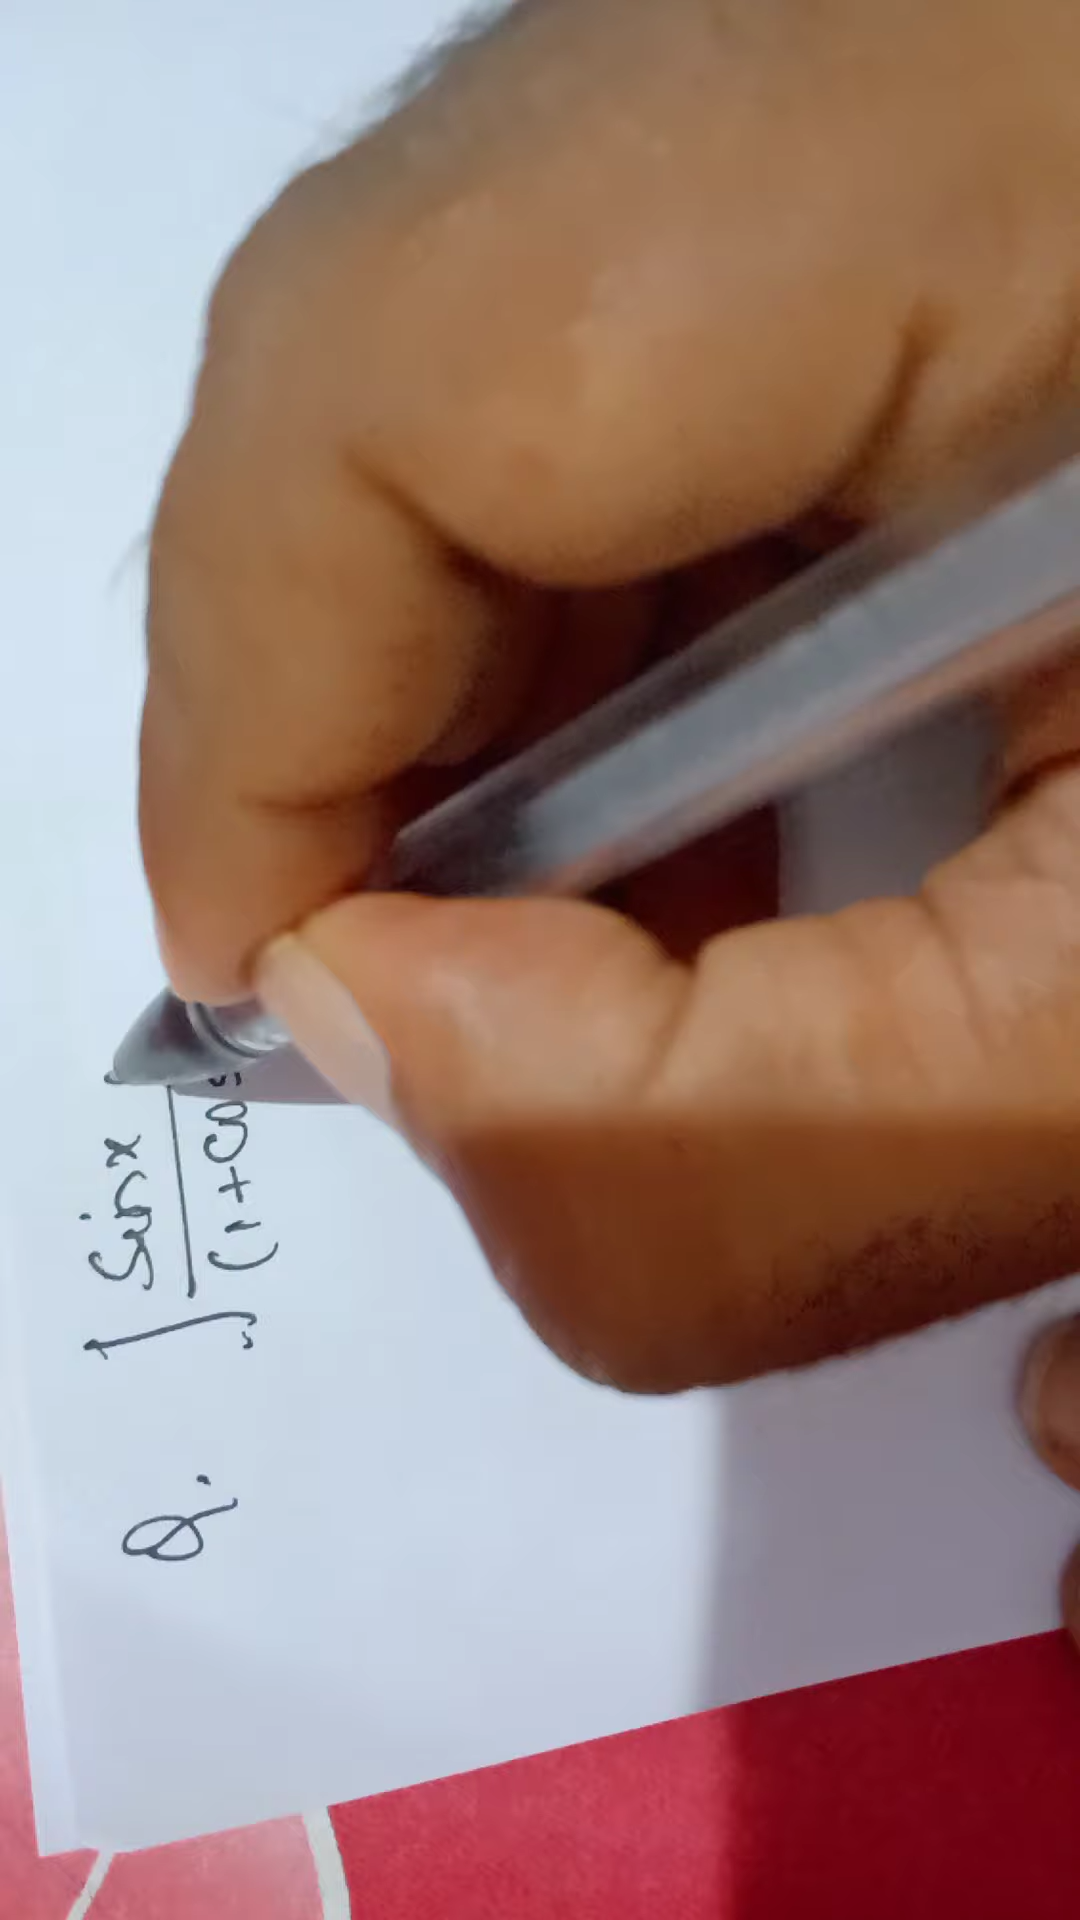 Q. ∫ Sinx
(1+cos